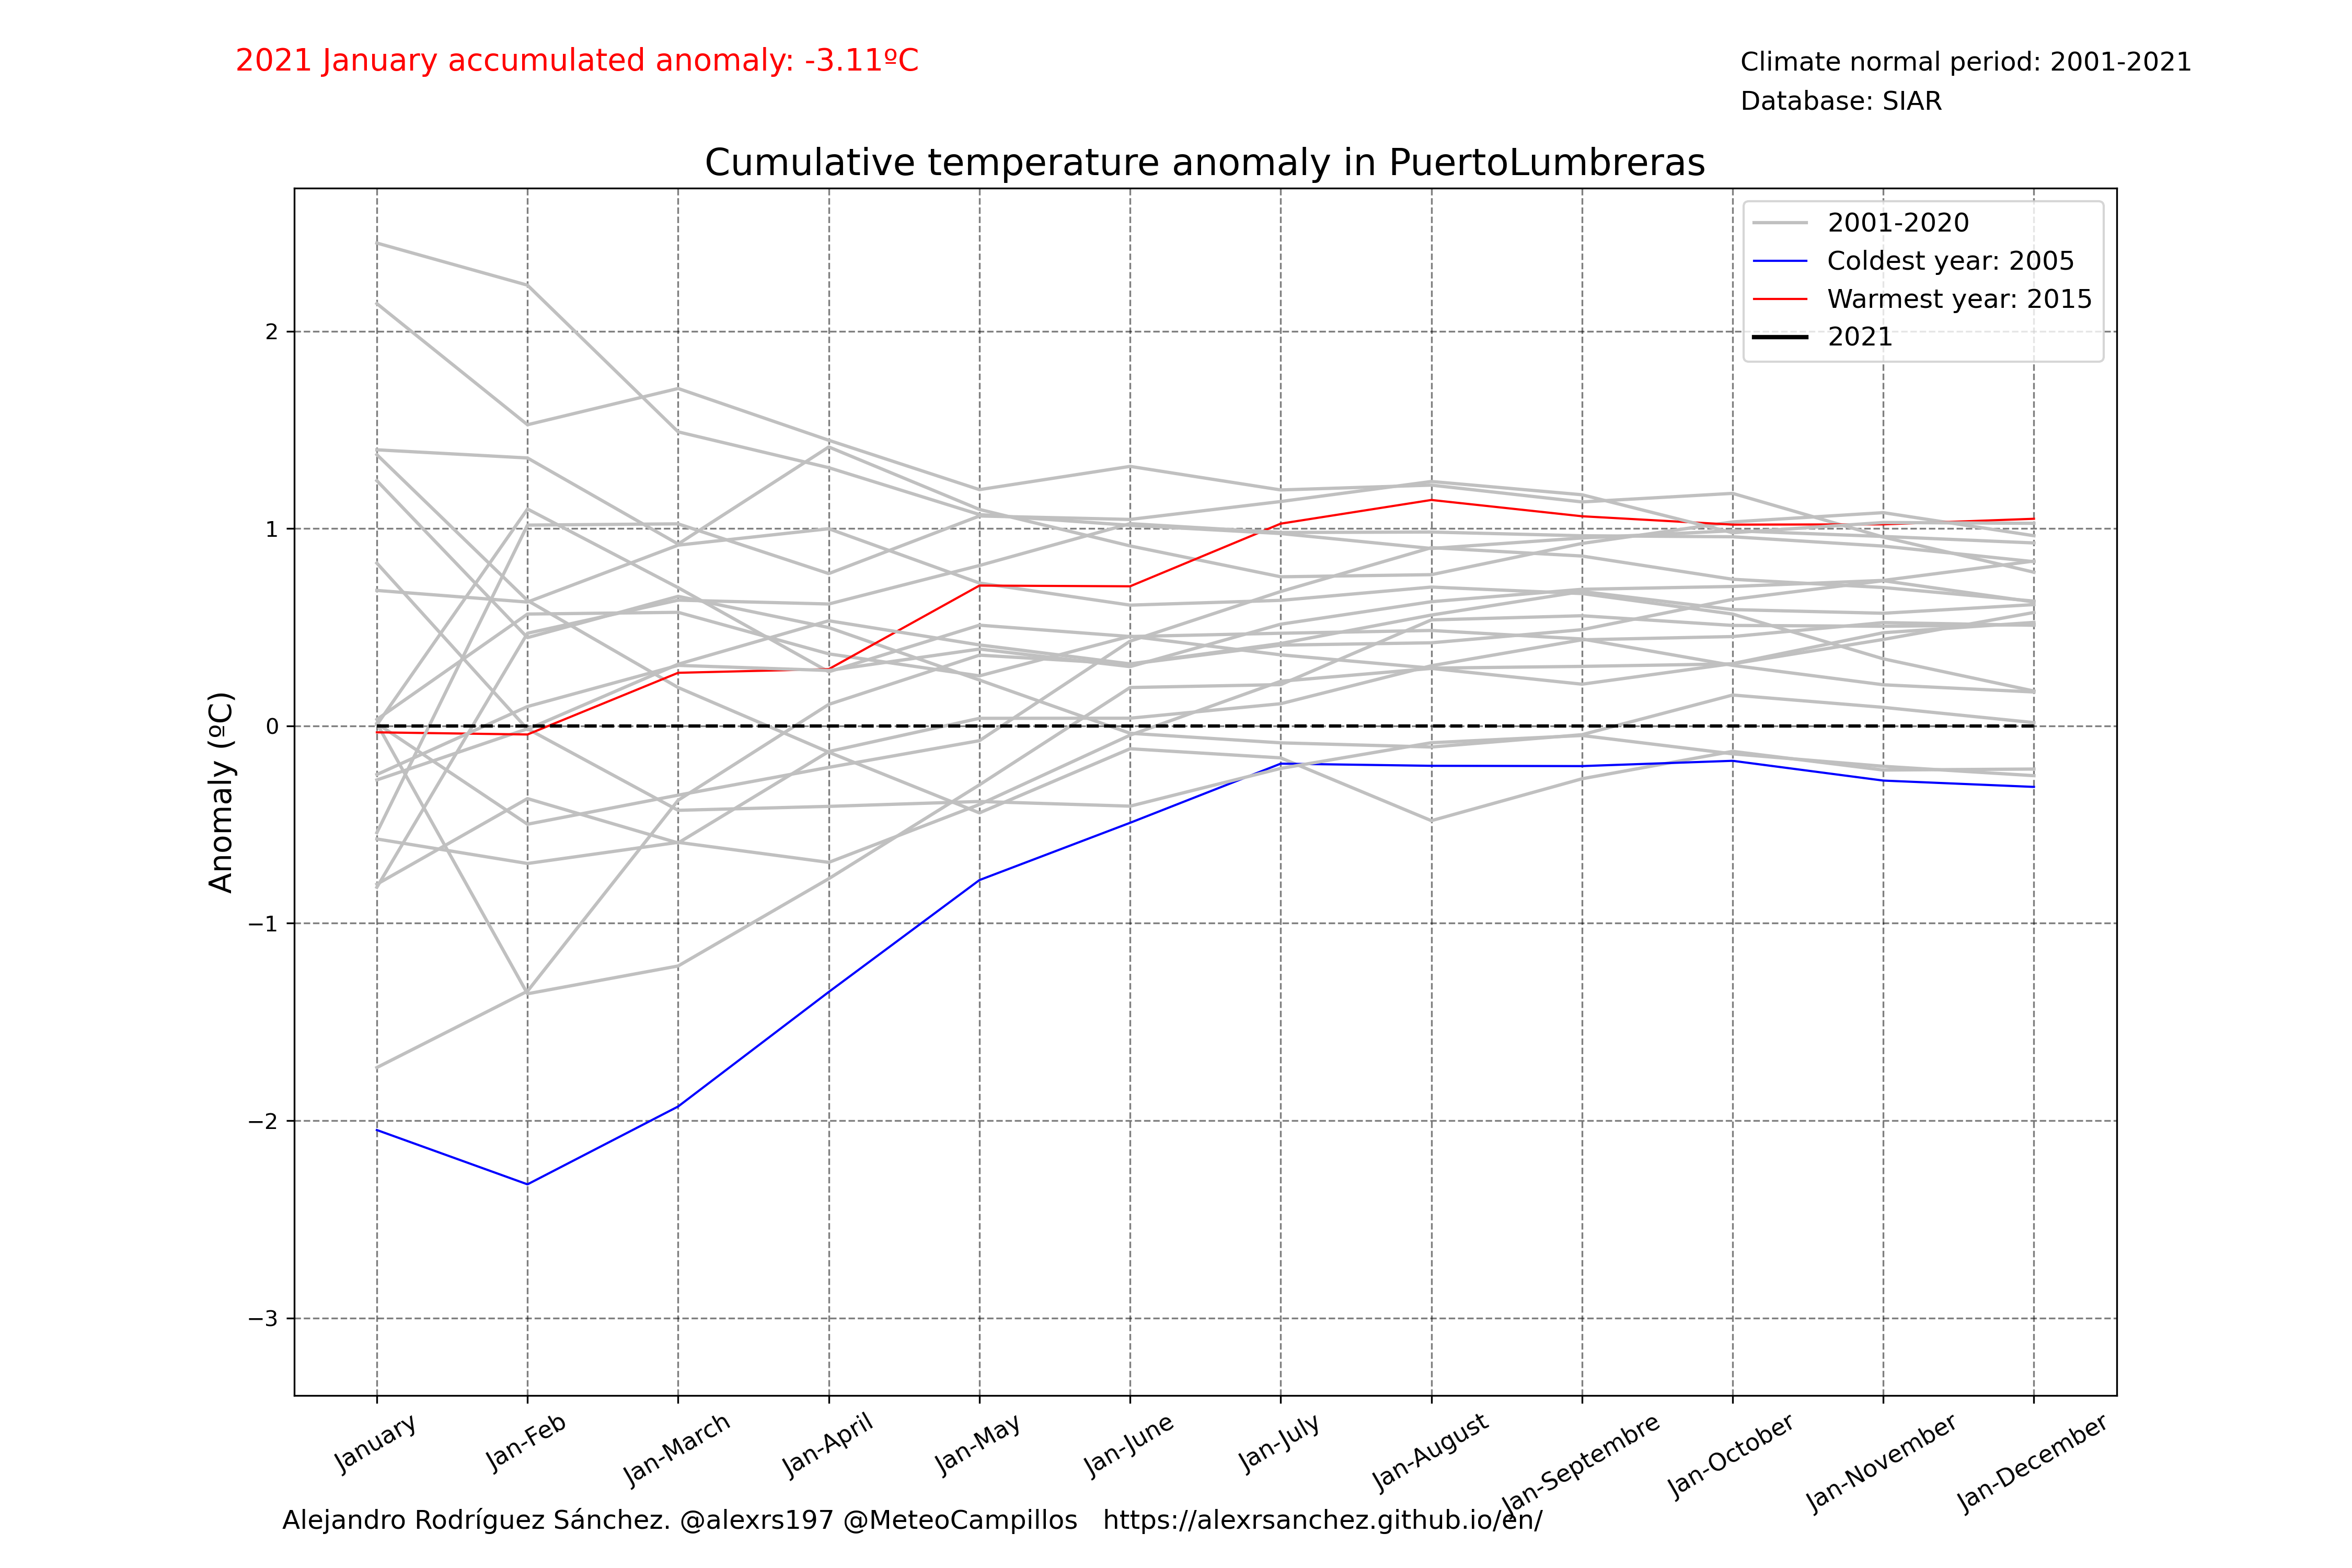 2021 January accumulated anomaly: -3.11ºC
Climate normal period: 2001-2021
Database: SIAR
Cumulative temperature anomaly in PuertoLumbreras
2001-2020
Coldest year: 2005
Warmest year: 2015
2021
Anomaly (ºC)
2
1
0
−1
−2
−3
January
Jan-Feb
Jan-March
Jan-April
Jan-May
Jan-June
Jan-July
Jan-August
Jan-Septembre
Jan-October
Jan-November
Jan-December
Alejandro Rodríguez Sánchez. @alexrs197 @MeteoCampillos https://alexrsanchez.github.io/en/